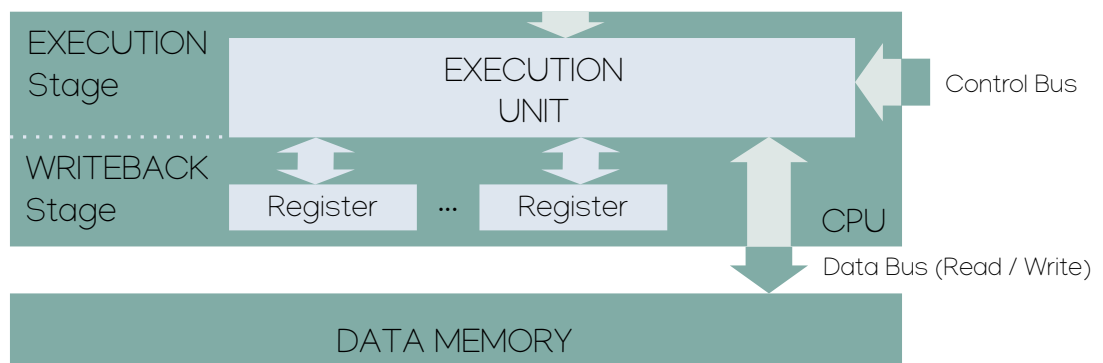 EXECUTION
Stage
EXECUTION
UNIT
Control Bus
WRITEBACK
Stage
Register
...
Register
CPU
Data Bus (Read / Write)
DATA MEMORY